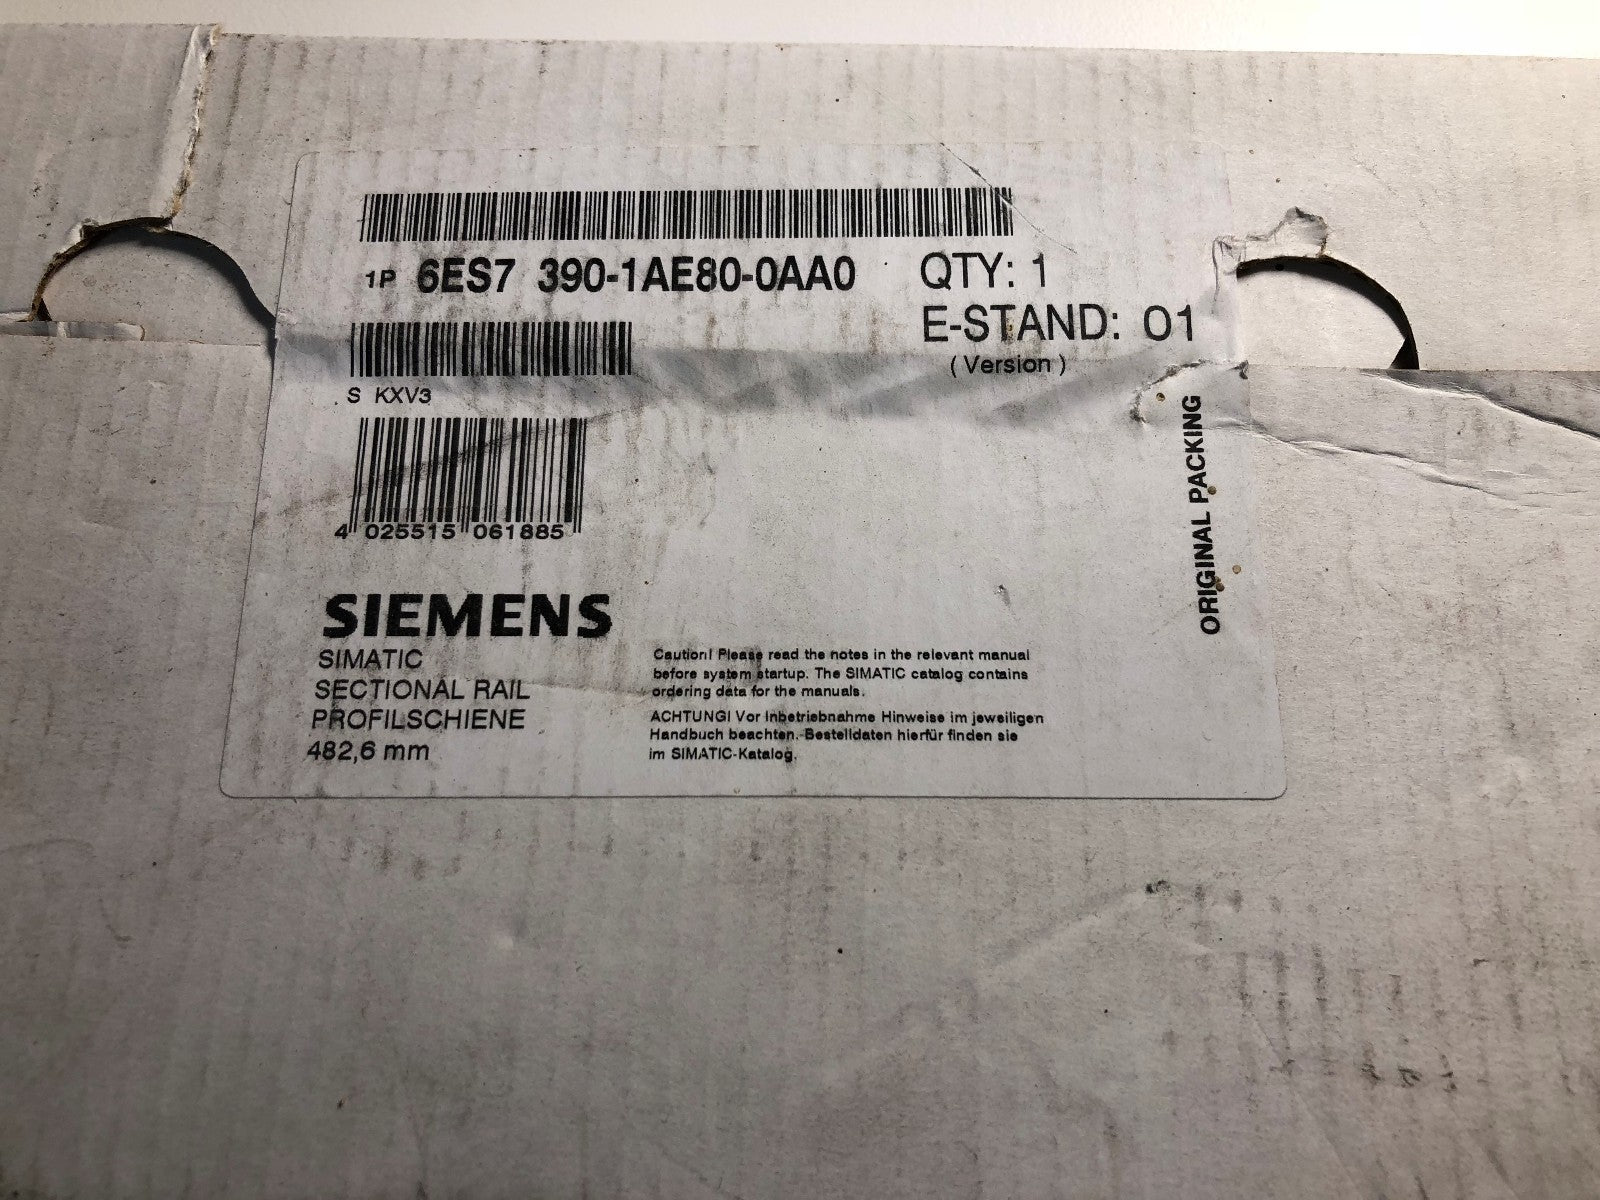 1P 6ES7 390-1AE80-0AA0
QTY: 1
E-STAND: 01
(Version)
S KXV3
4 025515 061885
ORIGINAL PACKING
SIEMENS
SIMATIC
SECTIONAL RAIL
PROFILSCHIENE
482,6 mm
Caution! Please read the notes in the relevant manual
before system startup. The SIMATIC catalog contains
ordering data for the manuals.
ACHTUNG! Vor Inbetriebnahme Hinweise im jeweiligen
Handbuch beachten. Bestelldaten hierfür finden sie
im SIMATIC-Katalog.